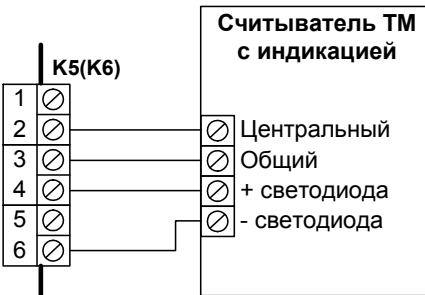 Считыватель ТМ
с индикацией
K5(K6)
1
2
3
4
5
6
Центральный
Общий
+ светодиода
- светодиода